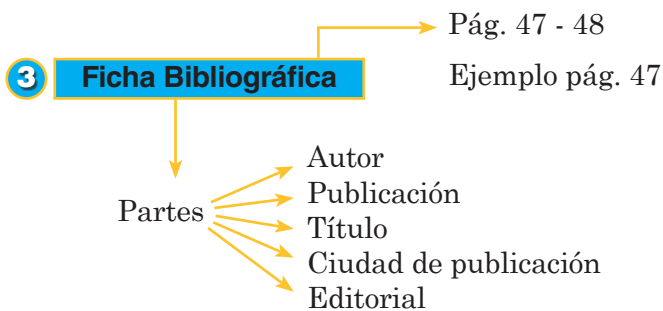 Pág. 47 - 48
3 Ficha Bibliográfica
Ejemplo pág. 47
Partes
Autor
Publicación
Título
Ciudad de publicación
Editorial